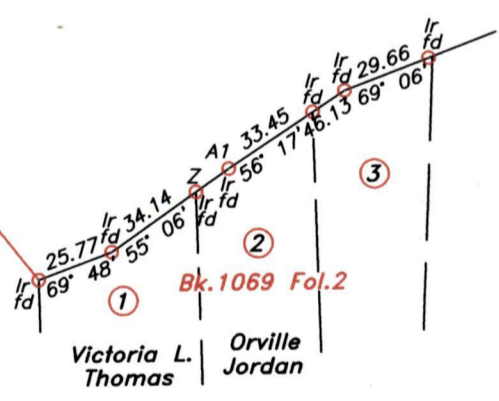 Ir
fd
29.66
69° 06'
Ir
fd
Ir
fd
13
17'46.
33.45
56°
A1
Z
Ir
fd
Ir
fd
34.14
55° 06'
Ir
fd
25.77
69° 48'
Ir
fd
3
2
1
Bk.1069 Fol.2
Victoria L.
Thomas
Orville
Jordan